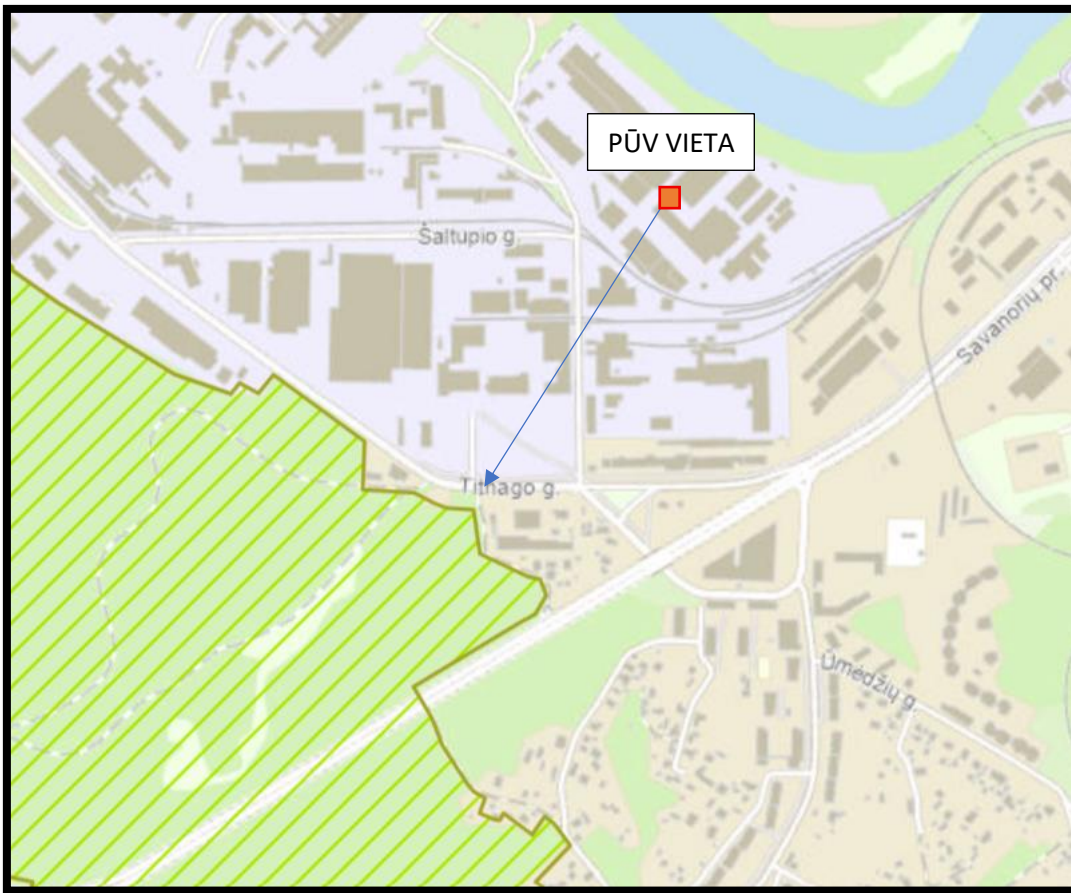 PŪV VIETA
Šaltupio g.
Savanorių pr.
Titnago g.
Ūmėdžių g.